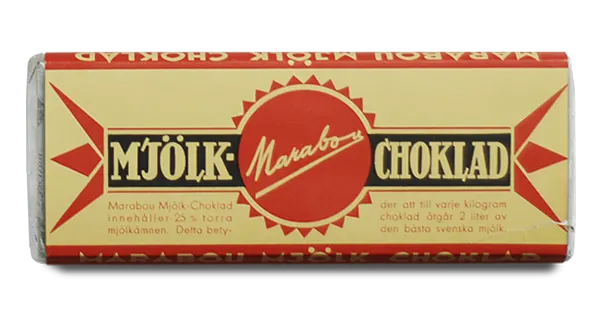 MARABOU MJÖLK CHOKLAD
MJÖLK- Marabou CHOKLAD
Marabou Mjölk-Choklad
innehåller 25 % torra
mjölkämnen. Detta bety-
der att till varje kilogram
choklad åtgår 2 liter av
den bästa svenska mjölk.
MARABOU MJÖLK CHOKLAD